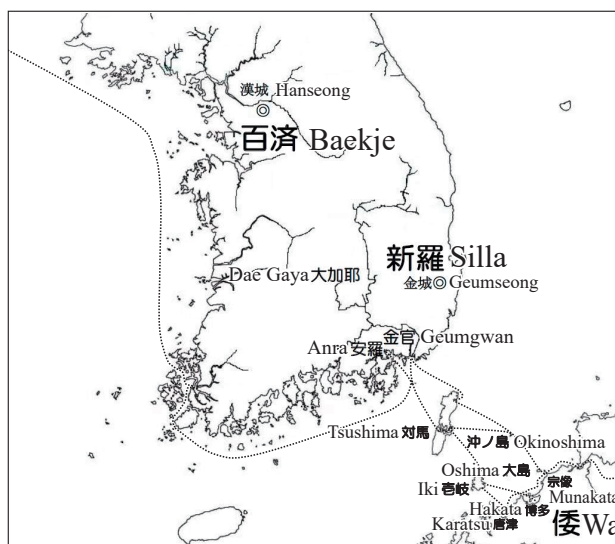 漢城 Hanseong
百済 Baekje
新羅 Silla
Dae Gaya 大加耶
金城 Geumseong
金官 Geumgwan
Anra 安羅
Tsushima 対馬
沖ノ島 Okinoshima
Oshima 大島
Iki 壱岐
宗像
Munakata
Hakata 博多
Karatsu 唐津
倭 Wa